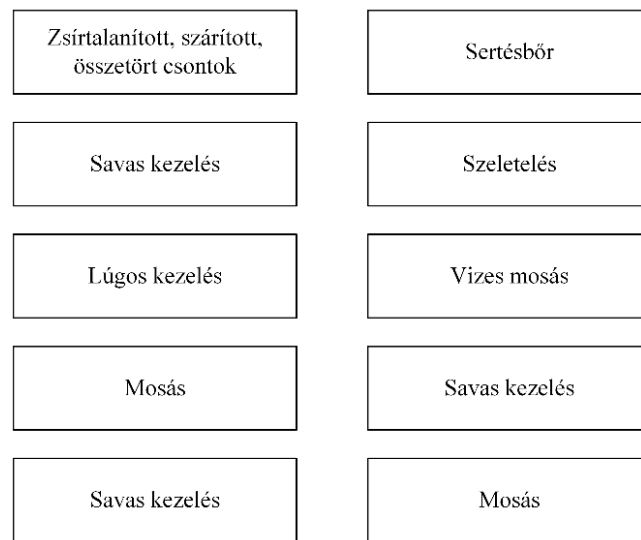 Zsírtalanított, szárított,
összetört csontok
Savas kezelés
Lúgos kezelés
Mosás
Savas kezelés
Sertésbőr
Szeletelés
Vizes mosás
Savas kezelés
Mosás